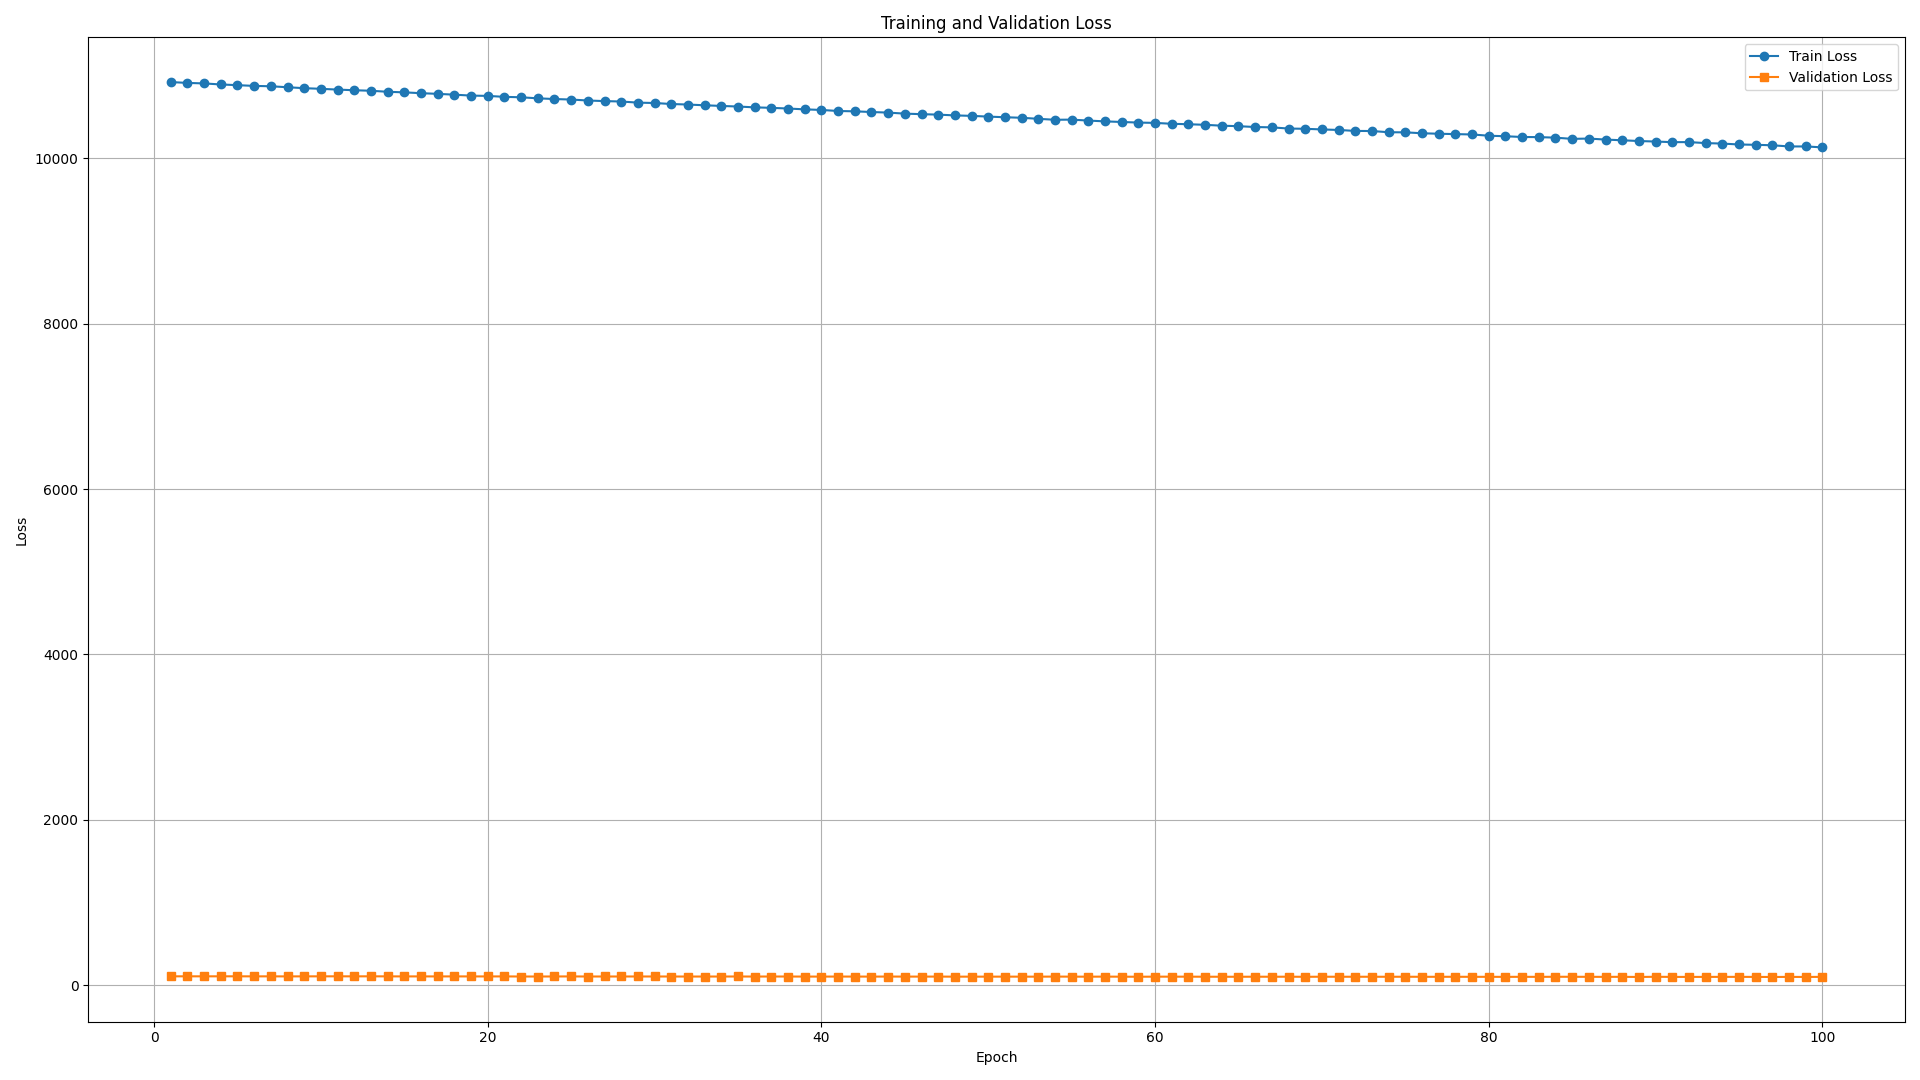 Training and Validation Loss
Train Loss
Validation Loss
10000
8000
6000
4000
2000
0
Loss
0 20 40 60 80 100
Epoch